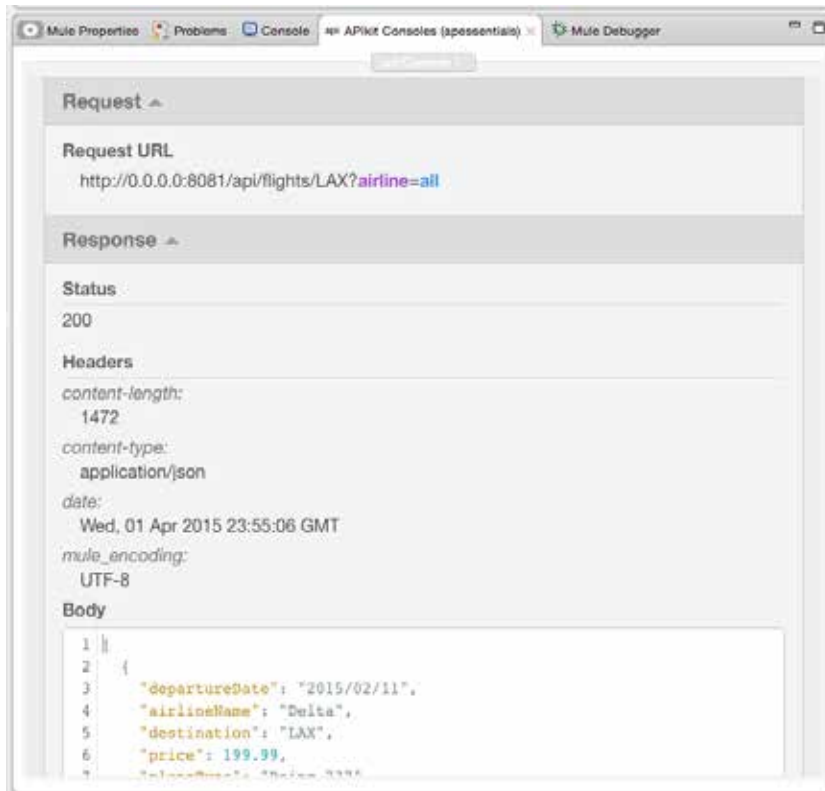 Mule Properties Problems Console APIkit Consoles (apessentials) Mule Debugger
Request
Request URL
http://0.0.0.0:8081/api/flights/LAX?airline=all
Response
Status
200
Headers
content-length:
1472
content-type:
application/json
date:
Wed, 01 Apr 2015 23:55:06 GMT
mule_encoding:
UTF-8
Body
1 [
2 {
3 "departureDate": "2015/02/11",
4 "airlineName": "Delta",
5 "destination": "LAX",
6 "price": 199.99,